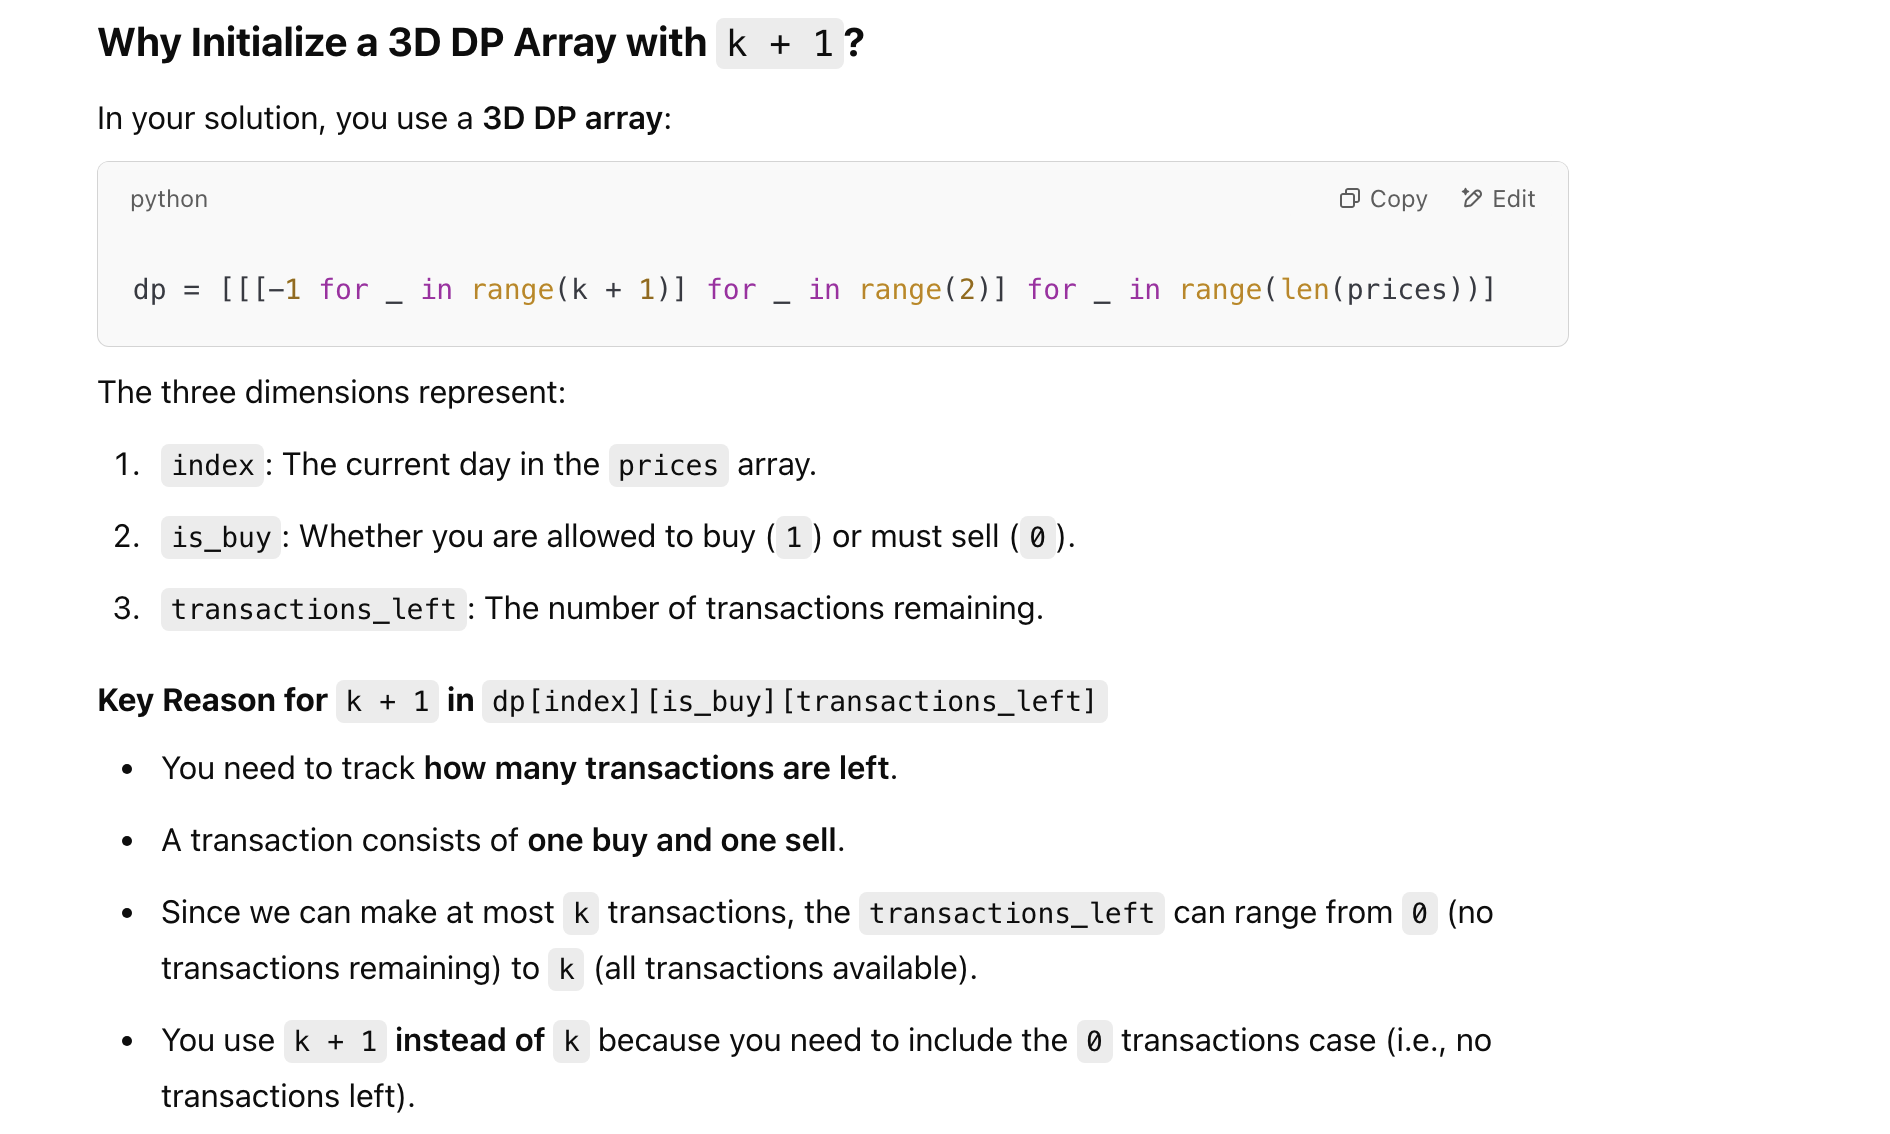 Why Initialize a 3D DP Array with k + 1?
In your solution, you use a 3D DP array:
python
Copy
Edit
dp = [[[-1 for _ in range(k + 1)] for _ in range(2)] for _ in range(len(prices))]
The three dimensions represent:
1. index: The current day in the prices array.
2. is_buy: Whether you are allowed to buy (1) or must sell (0).
3. transactions_left: The number of transactions remaining.
Key Reason for k + 1 in dp[index][is_buy][transactions_left]
• You need to track how many transactions are left.
• A transaction consists of one buy and one sell.
• Since we can make at most k transactions, the transactions_left can range from 0 (no
transactions remaining) to k (all transactions available).
• You use k + 1 instead of k because you need to include the 0 transactions case (i.e., no
transactions left).